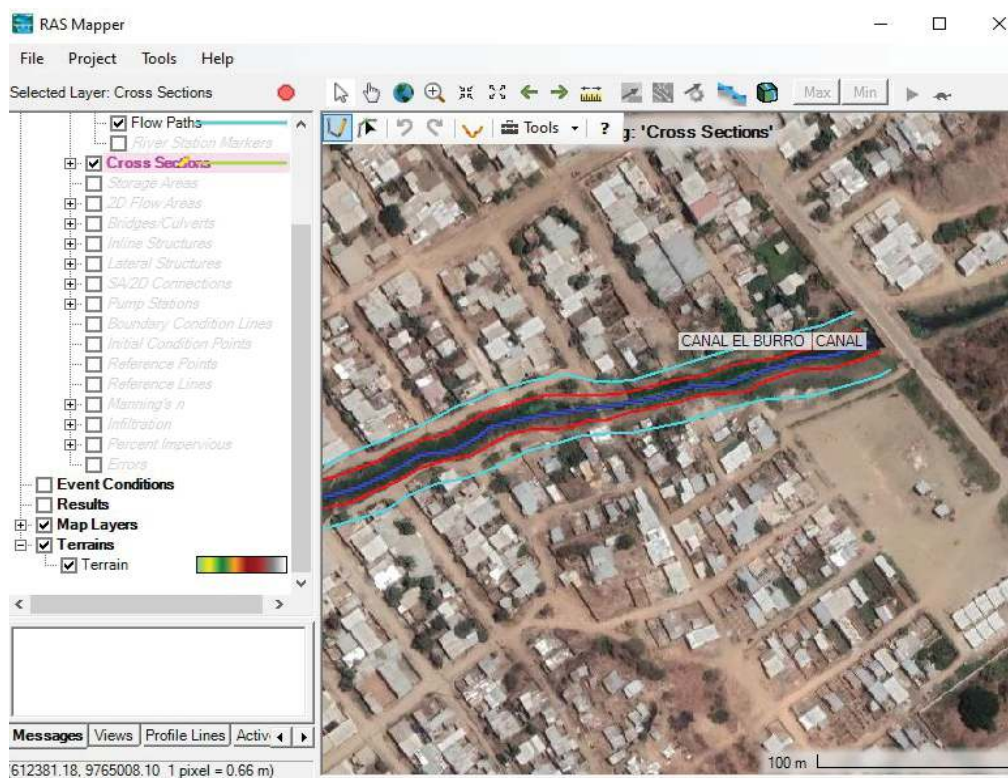 RAS Mapper
File Project Tools Help
Selected Layer: Cross Sections
Max Min
Tools ? g: 'Cross Sections'
Flow Paths
River Station Markers
Cross Sections
Storage Areas
2D Flow Areas
Bridges/Culverts
Inline Structures
Lateral Structures
SA/2D Connections
Pump Stations
Boundary Condition Lines
Initial Condition Points
Reference Points
Reference Lines
Manning's n
Infiltration
Percent Impervious
Errors
Event Conditions
Results
Map Layers
Terrains
Terrain
CANAL EL BURRO CANAL
Messages Views Profile Lines Activ
612381.18, 9765008.10 1 pixel = 0.66 m)
100 m